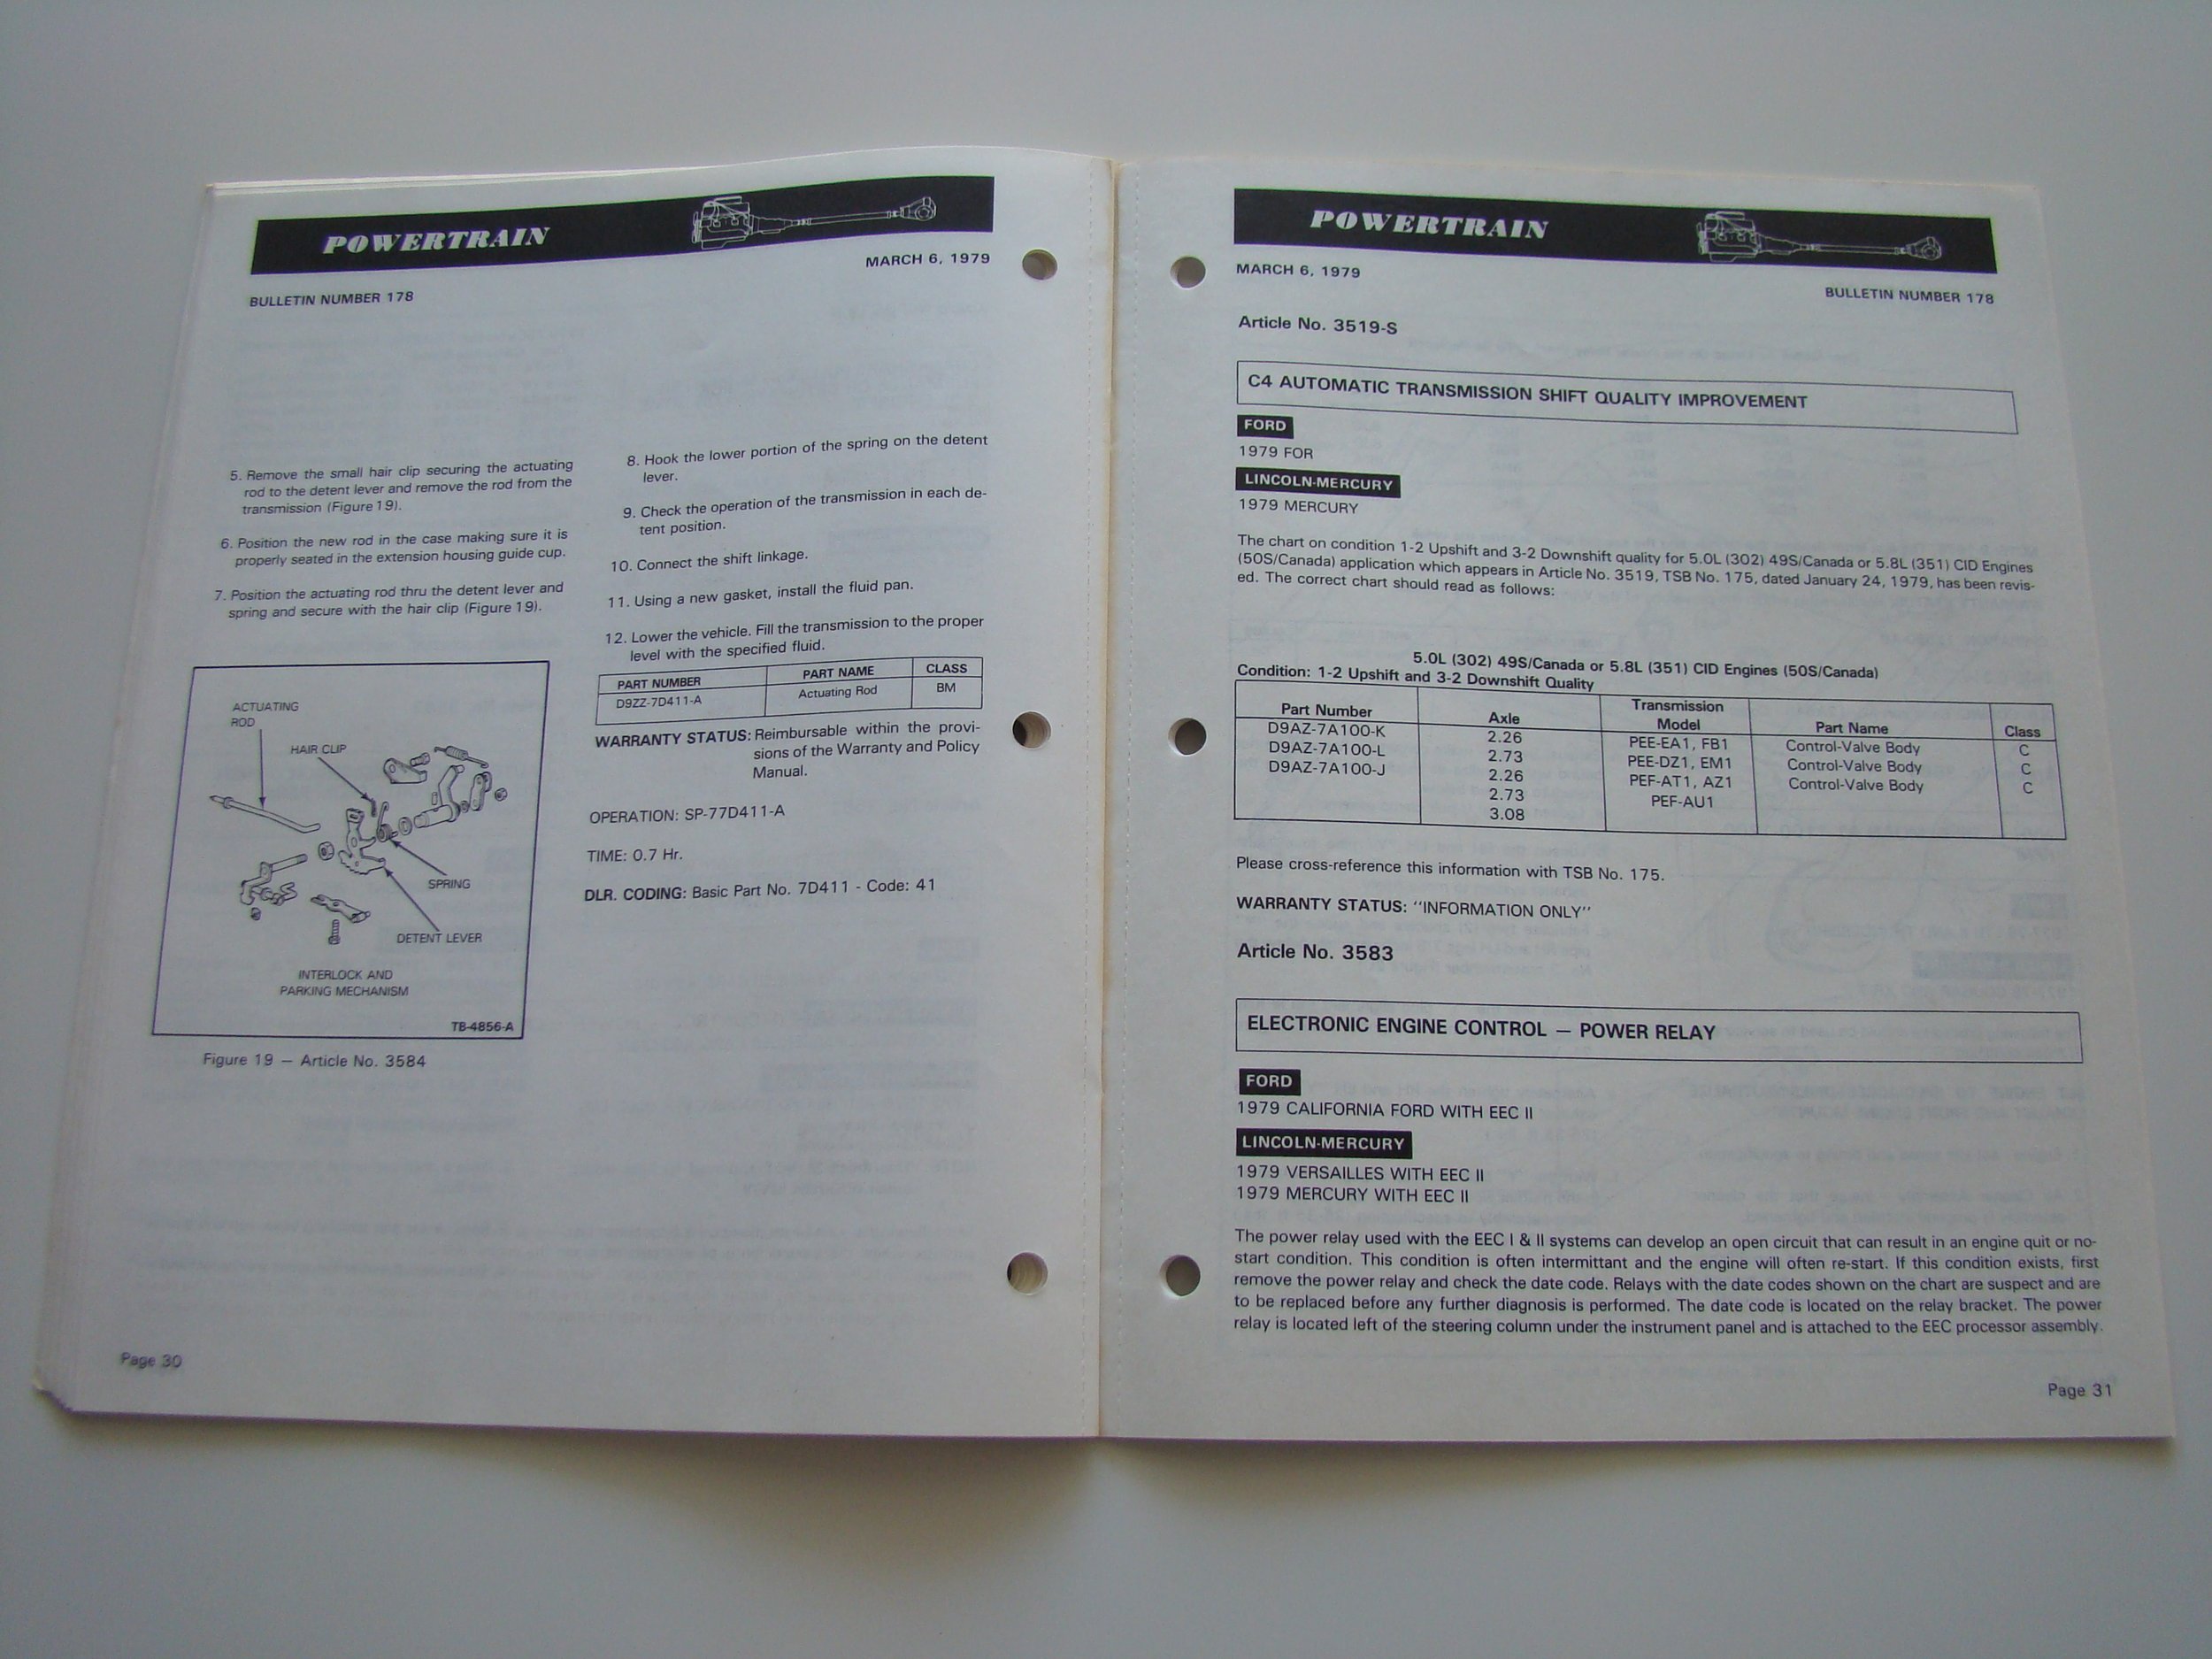 POWERTRAIN
MARCH 6, 1979
BULLETIN NUMBER 178
5. Remove the small hair clip securing the actuating
rod to the detent lever and remove the rod from the
transmission (Figure 19).
6. Position the new rod in the case making sure it is
properly seated in the extension housing guide cup.
7. Position the actuating rod thru the detent lever and
spring and secure with the hair clip (Figure 19).
ACTUATING
ROD
HAIR CLIP
SPRING
DETENT LEVER
INTERLOCK AND
PARKING MECHANISM
TB-4856-A
Figure 19 — Article No. 3584
8. Hook the lower portion of the spring on the detent
lever.
9. Check the operation of the transmission in each de-
tent position.
10. Connect the shift linkage.
11. Using a new gasket, install the fluid pan.
12. Lower the vehicle. Fill the transmission to the proper
level with the specified fluid.
PART NUMBER PART NAME CLASS
D9ZZ-7D411-A Actuating Rod BM
WARRANTY STATUS: Reimbursable within the provi-
sions of the Warranty and Policy
Manual.
OPERATION: SP-77D411-A
TIME: 0.7 Hr.
DLR. CODING: Basic Part No. 7D411 - Code: 41
Page 30
POWERTRAIN
MARCH 6, 1979
BULLETIN NUMBER 178
Article No. 3519-S
C4 AUTOMATIC TRANSMISSION SHIFT QUALITY IMPROVEMENT
FORD
1979 FOR
LINCOLN-MERCURY
1979 MERCURY
The chart on condition 1-2 Upshift and 3-2 Downshift quality for 5.0L (302) 49S/Canada or 5.8L (351) CID Engines
(50S/Canada) application which appears in Article No. 3519, TSB No. 175, dated January 24, 1979, has been revis-
ed. The correct chart should read as follows:
5.0L (302) 49S/Canada or 5.8L (351) CID Engines (50S/Canada)
Condition: 1-2 Upshift and 3-2 Downshift Quality
Part Number Axle Transmission Model Part Name Class
D9AZ-7A100-K 2.26 PEE-EA1, FB1 Control-Valve Body C
D9AZ-7A100-L 2.73 PEE-DZ1, EM1 Control-Valve Body C
D9AZ-7A100-J 2.26 PEF-AT1, AZ1 Control-Valve Body C
2.73 PEF-AU1
3.08
Please cross-reference this information with TSB No. 175.
WARRANTY STATUS: "INFORMATION ONLY"
Article No. 3583
ELECTRONIC ENGINE CONTROL — POWER RELAY
FORD
1979 CALIFORNIA FORD WITH EEC II
LINCOLN-MERCURY
1979 VERSAILLES WITH EEC II
1979 MERCURY WITH EEC II
The power relay used with the EEC I & II systems can develop an open circuit that can result in an engine quit or no-
start condition. This condition is often intermittant and the engine will often re-start. If this condition exists, first
remove the power relay and check the date code. Relays with the date codes shown on the chart are suspect and are
to be replaced before any further diagnosis is performed. The date code is located on the relay bracket. The power
relay is located left of the steering column under the instrument panel and is attached to the EEC processor assembly.
Page 31